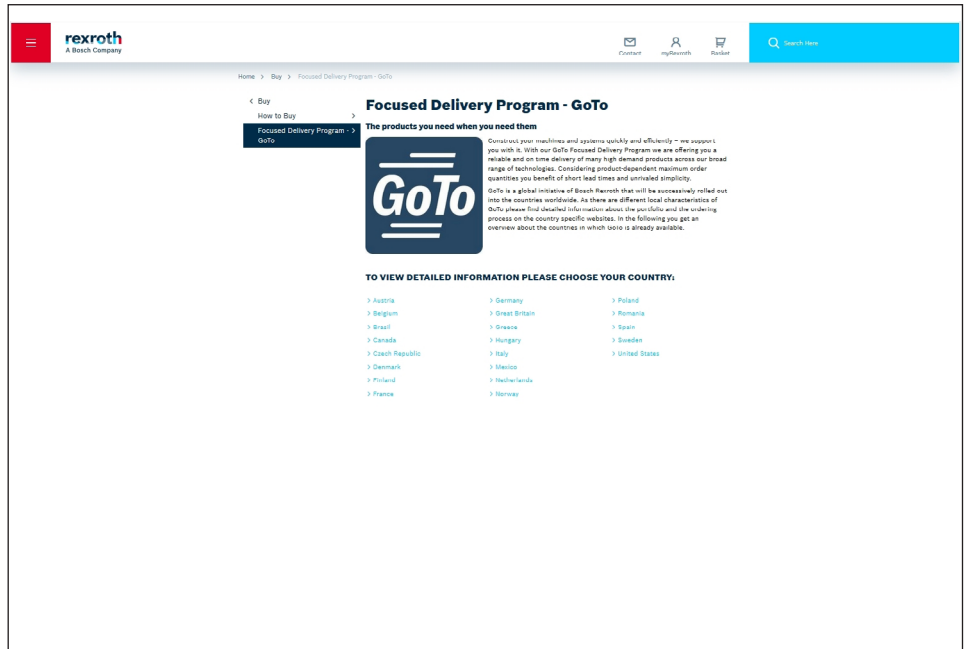 rexroth
A Bosch Company
Contact
myRexroth
Basket
Search Here
Home > Buy > Focused Delivery Program - GoTo
< Buy
How to Buy >
Focused Delivery Program - >
GoTo
Focused Delivery Program - GoTo
The products you need when you need them
GoTo
Construct your machines and systems quickly and efficiently – we support
you with it. With our GoTo Focused Delivery Program we are offering you a
reliable and on time delivery of many high demand products across our broad
range of technologies. Considering product-dependent maximum order
quantities you benefit of short lead times and unrivaled simplicity.
GoTo is a global initiative of Bosch Rexroth that will be successively rolled out
into the countries worldwide. As there are different local characteristics of
GoTo please find detailed information about the portfolio and the ordering
process on the country specific websites. In the following you get an
overview about the countries in which GoTo is already available.
TO VIEW DETAILED INFORMATION PLEASE CHOOSE YOUR COUNTRY:
> Austria
> Belgium
> Brasil
> Canada
> Czech Republic
> Denmark
> Finland
> France
> Germany
> Great Britain
> Greece
> Hungary
> Italy
> Mexico
> Netherlands
> Norway
> Poland
> Romania
> Spain
> Sweden
> United States